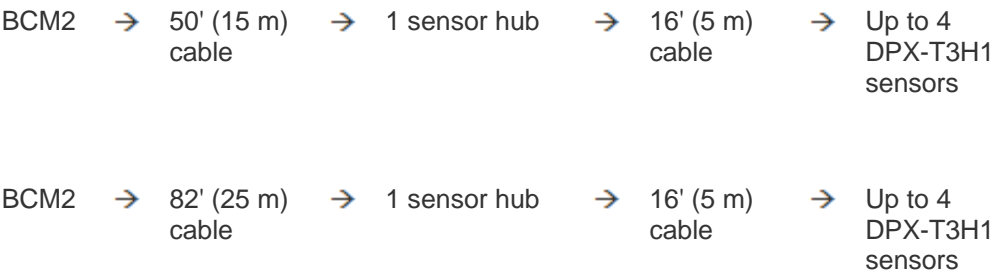 BCM2 → 50' (15 m) → 1 sensor hub → 16' (5 m) → Up to 4
cable cable DPX-T3H1
sensors
BCM2 → 82' (25 m) → 1 sensor hub → 16' (5 m) → Up to 4
cable cable DPX-T3H1
sensors